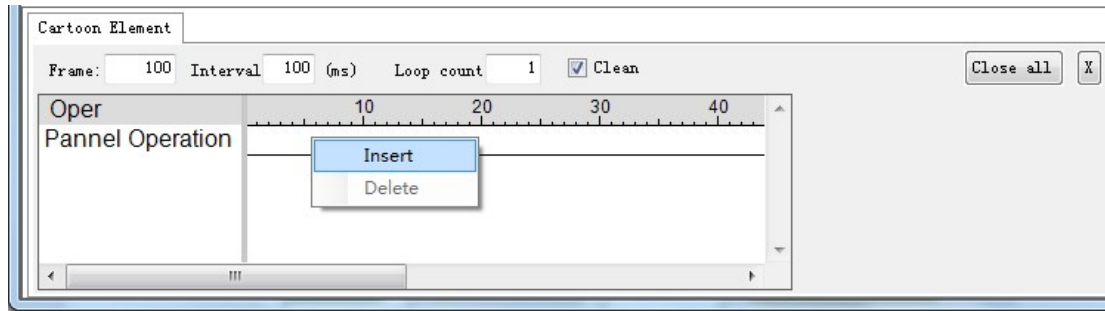 Cartoon Element
Frame: 100 Interval 100 (ms) Loop count 1 Clean Close all X
Oper 10 20 30 40
Pannel Operation
Insert
Delete